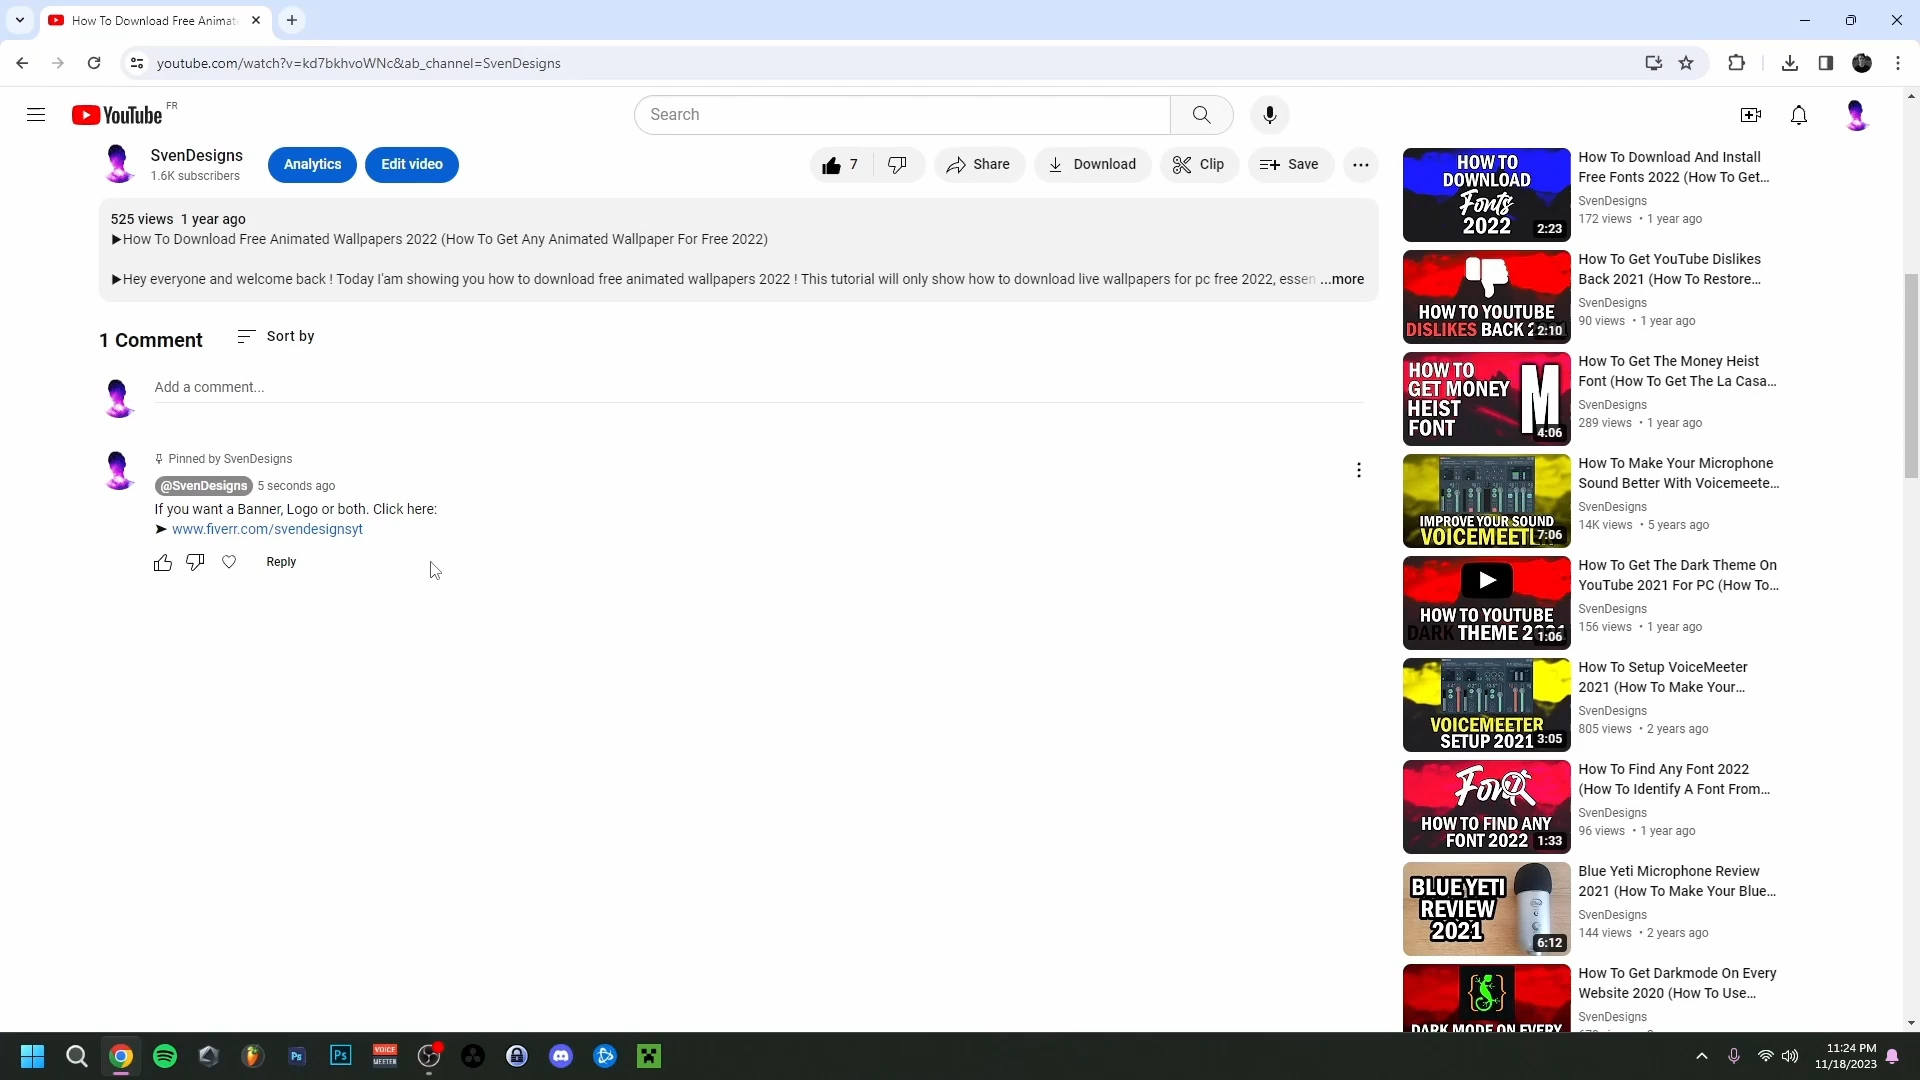 How To Download Free Animat
youtube.com/watch?v=kd7bkhvoWNc&ab_channel=SvenDesigns
YouTube FR
Search
SvenDesigns
1.6K subscribers
Analytics
Edit video
7
Share
Download
Clip
Save
525 views 1 year ago
▶How To Download Free Animated Wallpapers 2022 (How To Get Any Animated Wallpaper For Free 2022)
▶Hey everyone and welcome back ! Today I'am showing you how to download free animated wallpapers 2022 ! This tutorial will only show how to download live wallpapers for pc free 2022, essen ...more
1 Comment
Sort by
Add a comment...
Pinned by SvenDesigns
@SvenDesigns 5 seconds ago
If you want a Banner, Logo or both. Click here:
➤ www.fiverr.com/svendesignsyt
Reply
HOW TO
DOWNLOAD
Fonts
2022
2:23
How To Download And Install
Free Fonts 2022 (How To Get...
SvenDesigns
172 views • 1 year ago
HOW TO YOUTUBE
DISLIKES BACK 2
2:10
How To Get YouTube Dislikes
Back 2021 (How To Restore...
SvenDesigns
90 views • 1 year ago
HOW TO
GET MONEY
HEIST
FONT
M
4:06
How To Get The Money Heist
Font (How To Get The La Casa...
SvenDesigns
289 views • 1 year ago
IMPROVE YOUR SOUND
VOICEMEETE
7:06
How To Make Your Microphone
Sound Better With Voicemeete...
SvenDesigns
14K views • 5 years ago
HOW TO YOUTUBE
DARK THEME 2021
1:06
How To Get The Dark Theme On
YouTube 2021 For PC (How To...
SvenDesigns
156 views • 1 year ago
VOICEMEETER
SETUP 2021
3:05
How To Setup VoiceMeeter
2021 (How To Make Your...
SvenDesigns
805 views • 2 years ago
Font
HOW TO FIND ANY
FONT 2022
1:33
How To Find Any Font 2022
(How To Identify A Font From...
SvenDesigns
96 views • 1 year ago
BLUE YETI
REVIEW
2021
6:12
Blue Yeti Microphone Review
2021 (How To Make Your Blue...
SvenDesigns
144 views • 2 years ago
DARK MODE ON EVERY
How To Get Darkmode On Every
Website 2020 (How To Use...
SvenDesigns
Ps
Ps
VOICE
MEETER
11:24 PM
11/18/2023